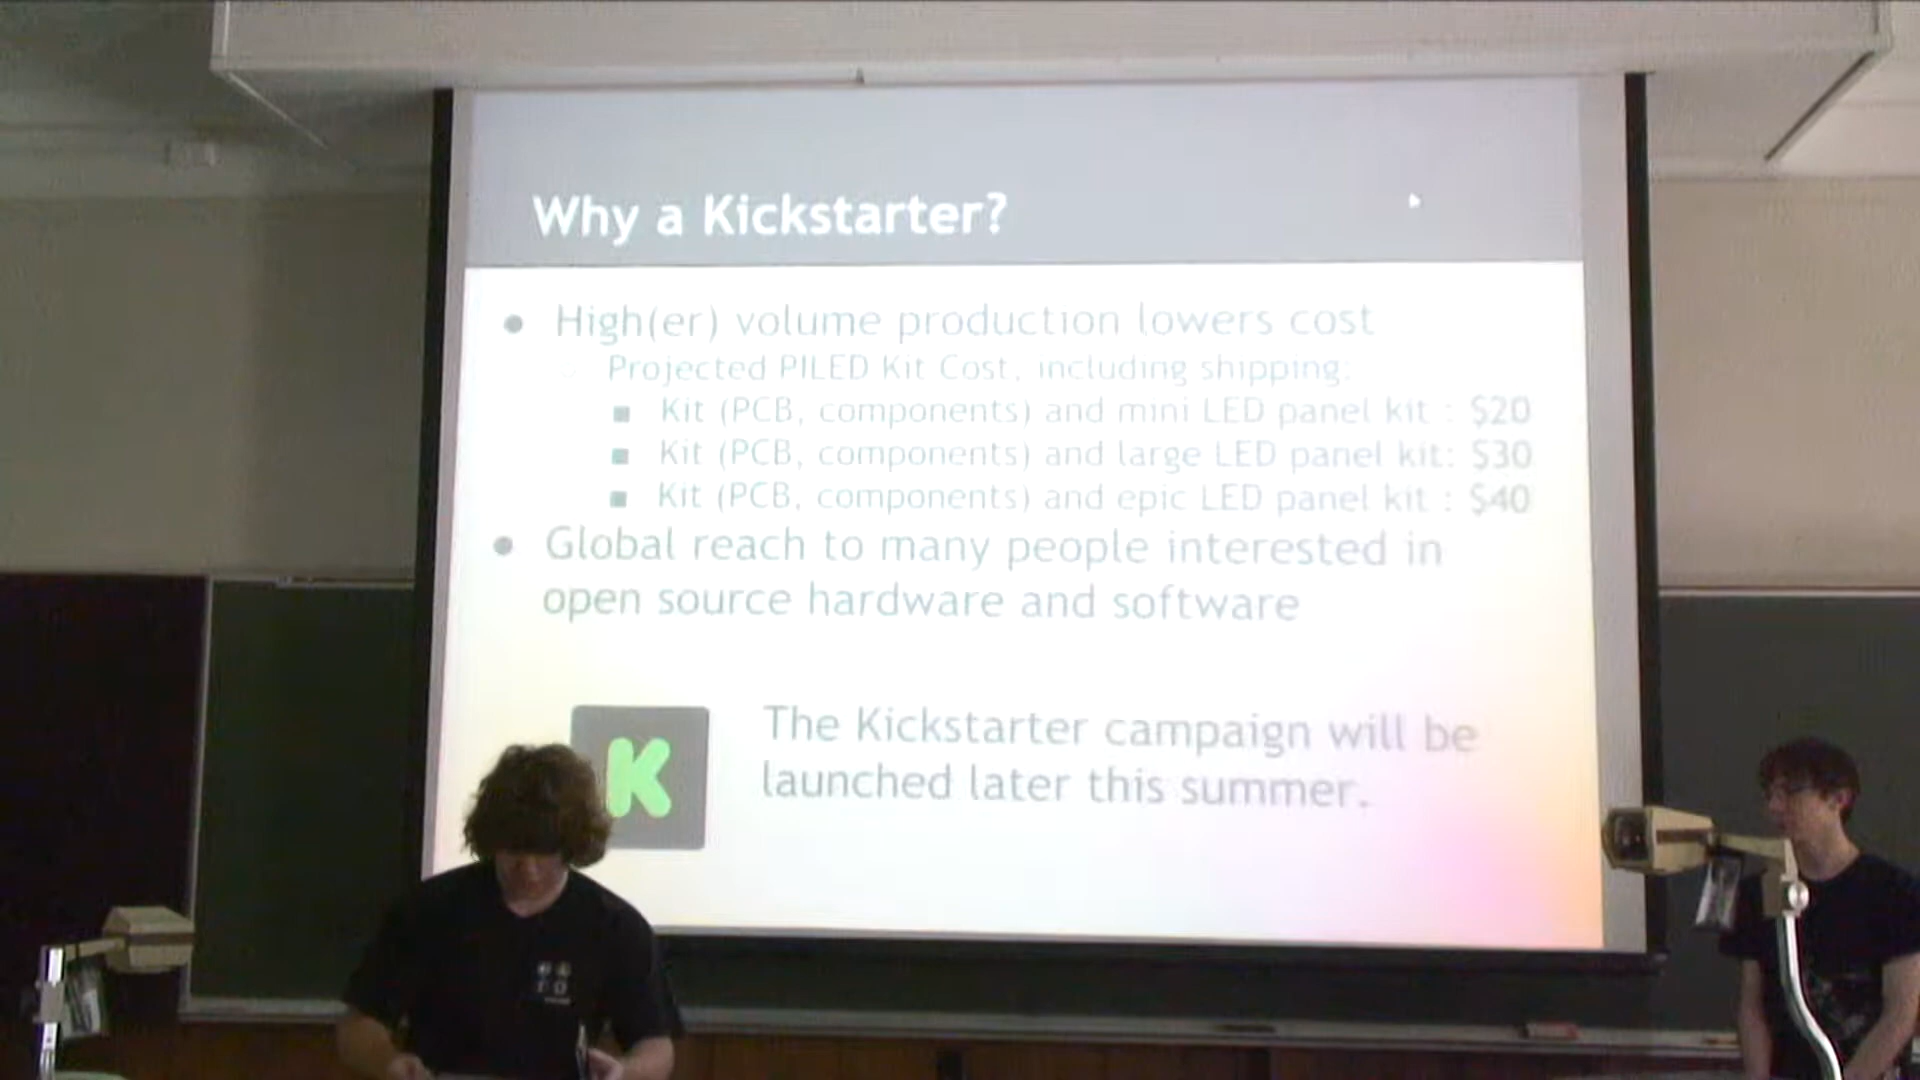 Why a Kickstarter?
High(er) volume production lowers cost
Projected PILED Kit Cost, including shipping:
Kit (PCB, components) and mini LED panel kit : $20
Kit (PCB, components) and large LED panel kit: $30
Kit (PCB, components) and epic LED panel kit : $40
Global reach to many people interested in
open source hardware and software
K
The Kickstarter campaign will be
launched later this summer.